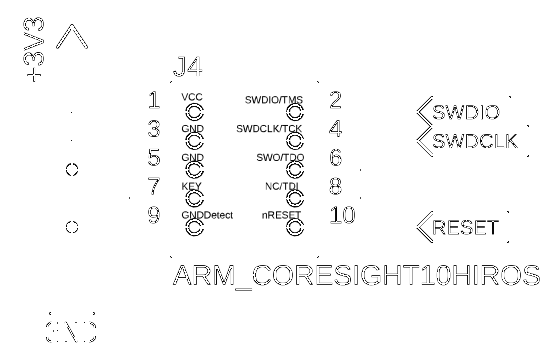 +3V3
J4
1 VCC SWDIO/TMS 2 SWDIO
3 GND SWDCLK/TCK 4 SWDCLK
5 GND SWO/TDO 6
7 KEY NC/TDI 8
9 GNDDetect nRESET 10 RESET
ARM_CORESIGHT10HIROS
GND